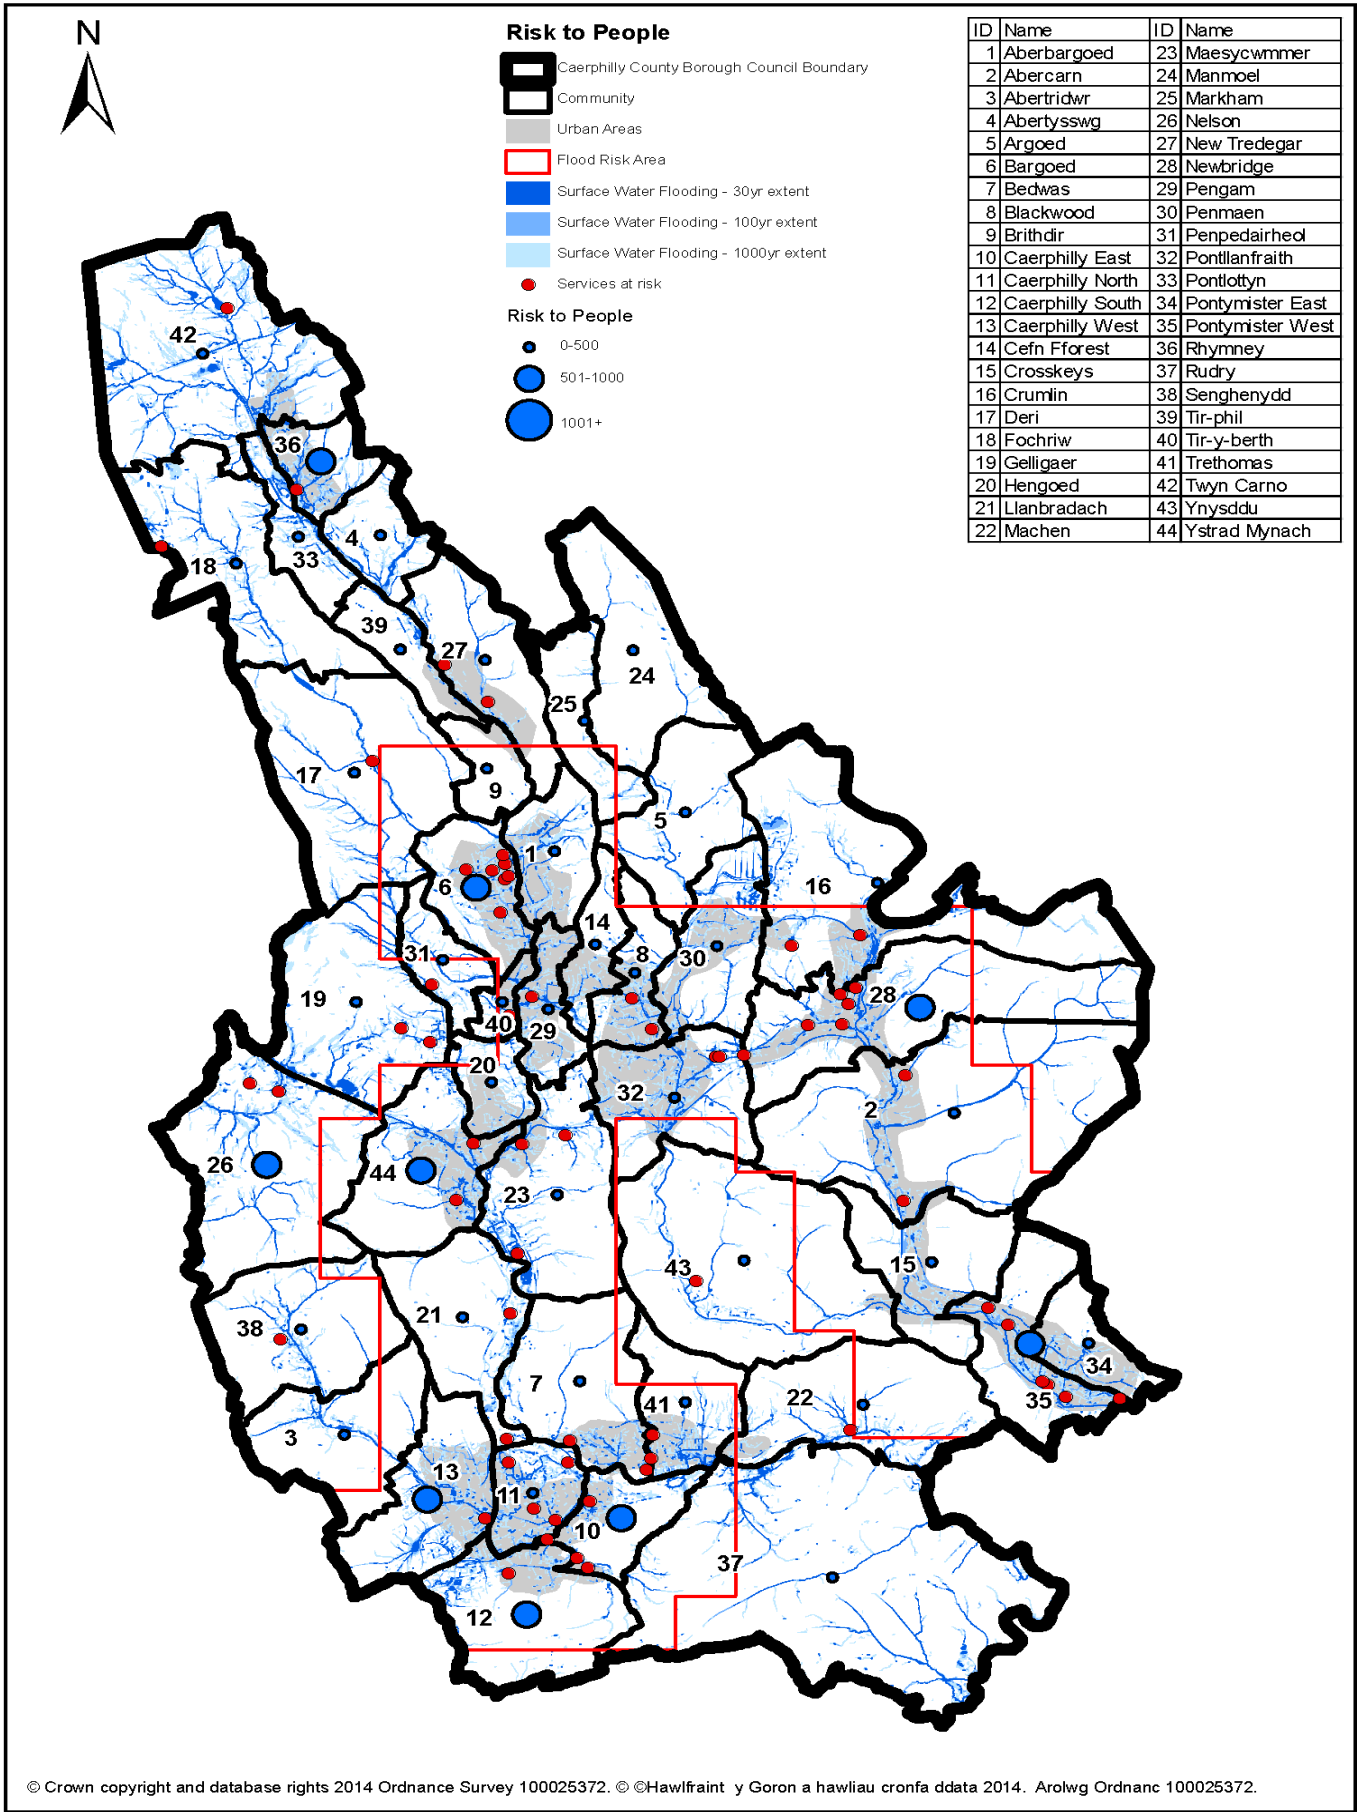 N
Risk to People
Caerphilly County Borough Council Boundary
Community
Urban Areas
Flood Risk Area
Surface Water Flooding - 30yr extent
Surface Water Flooding - 100yr extent
Surface Water Flooding - 1000yr extent
Services at risk
Risk to People
0-500
501-1000
1001+
ID Name ID Name
1 Aberbargoed 23 Maesycwmmer
2 Abercarn 24 Manmoel
3 Abertridwr 25 Markham
4 Abertysswg 26 Nelson
5 Argoed 27 New Tredegar
6 Bargoed 28 Newbridge
7 Bedwas 29 Pengam
8 Blackwood 30 Penmaen
9 Brithdir 31 Penpedairheol
10 Caerphilly East 32 Pontllanfraith
11 Caerphilly North 33 Pontlottyn
12 Caerphilly South 34 Pontymister East
13 Caerphilly West 35 Pontymister West
14 Cefn Fforest 36 Rhymney
15 Crosskeys 37 Rudry
16 Crumlin 38 Senghenydd
17 Deri 39 Tir-phil
18 Fochriw 40 Tir-y-berth
19 Gelligaer 41 Trethomas
20 Hengoed 42 Twyn Carno
21 Llanbradach 43 Ynysddu
22 Machen 44 Ystrad Mynach
42
36
4
33
18
39
27
24
25
17
9
5
1
16
6
14
31
8
30
28
19
40
29
20
32
2
26
44
23
15
43
21
38
34
7
22
35
41
3
13
11
10
37
12
© Crown copyright and database rights 2014 Ordnance Survey 100025372. © ©Hawlfraint y Goron a hawliau cronfa ddata 2014. Arolwg Ordnanc 100025372.